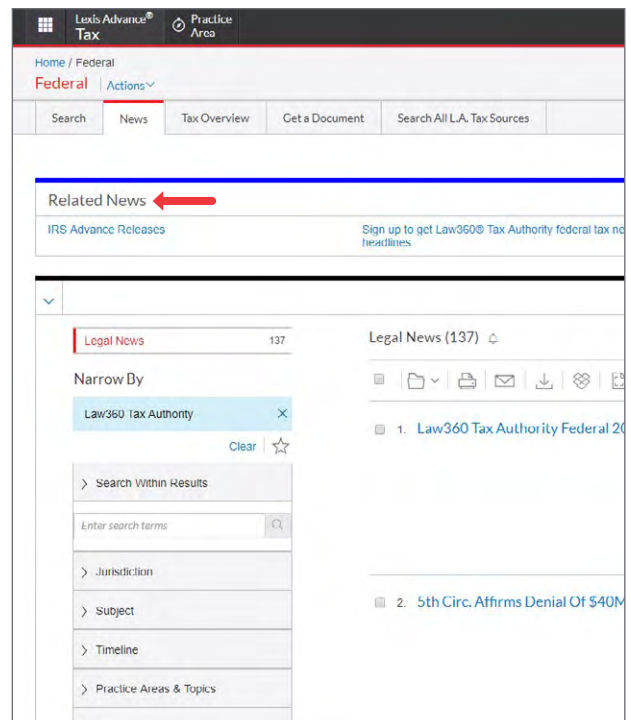 Lexis Advance® Practice
Tax Area
Home / Federal
Federal Actions
Search News Tax Overview Get a Document Search All L.A. Tax Sources
Related News
IRS Advance Releases Sign up to get Law360® Tax Authority federal tax
headlines
Legal News 137 Legal News (137)
Narrow By
Law360 Tax Authority
Clear
1. Law360 Tax Authority Federal
Search Within Results
Enter search terms
Jurisdiction
Subject
2. 5th Circ. Affirms Denial Of $40M
Timeline
Practice Areas & Topics